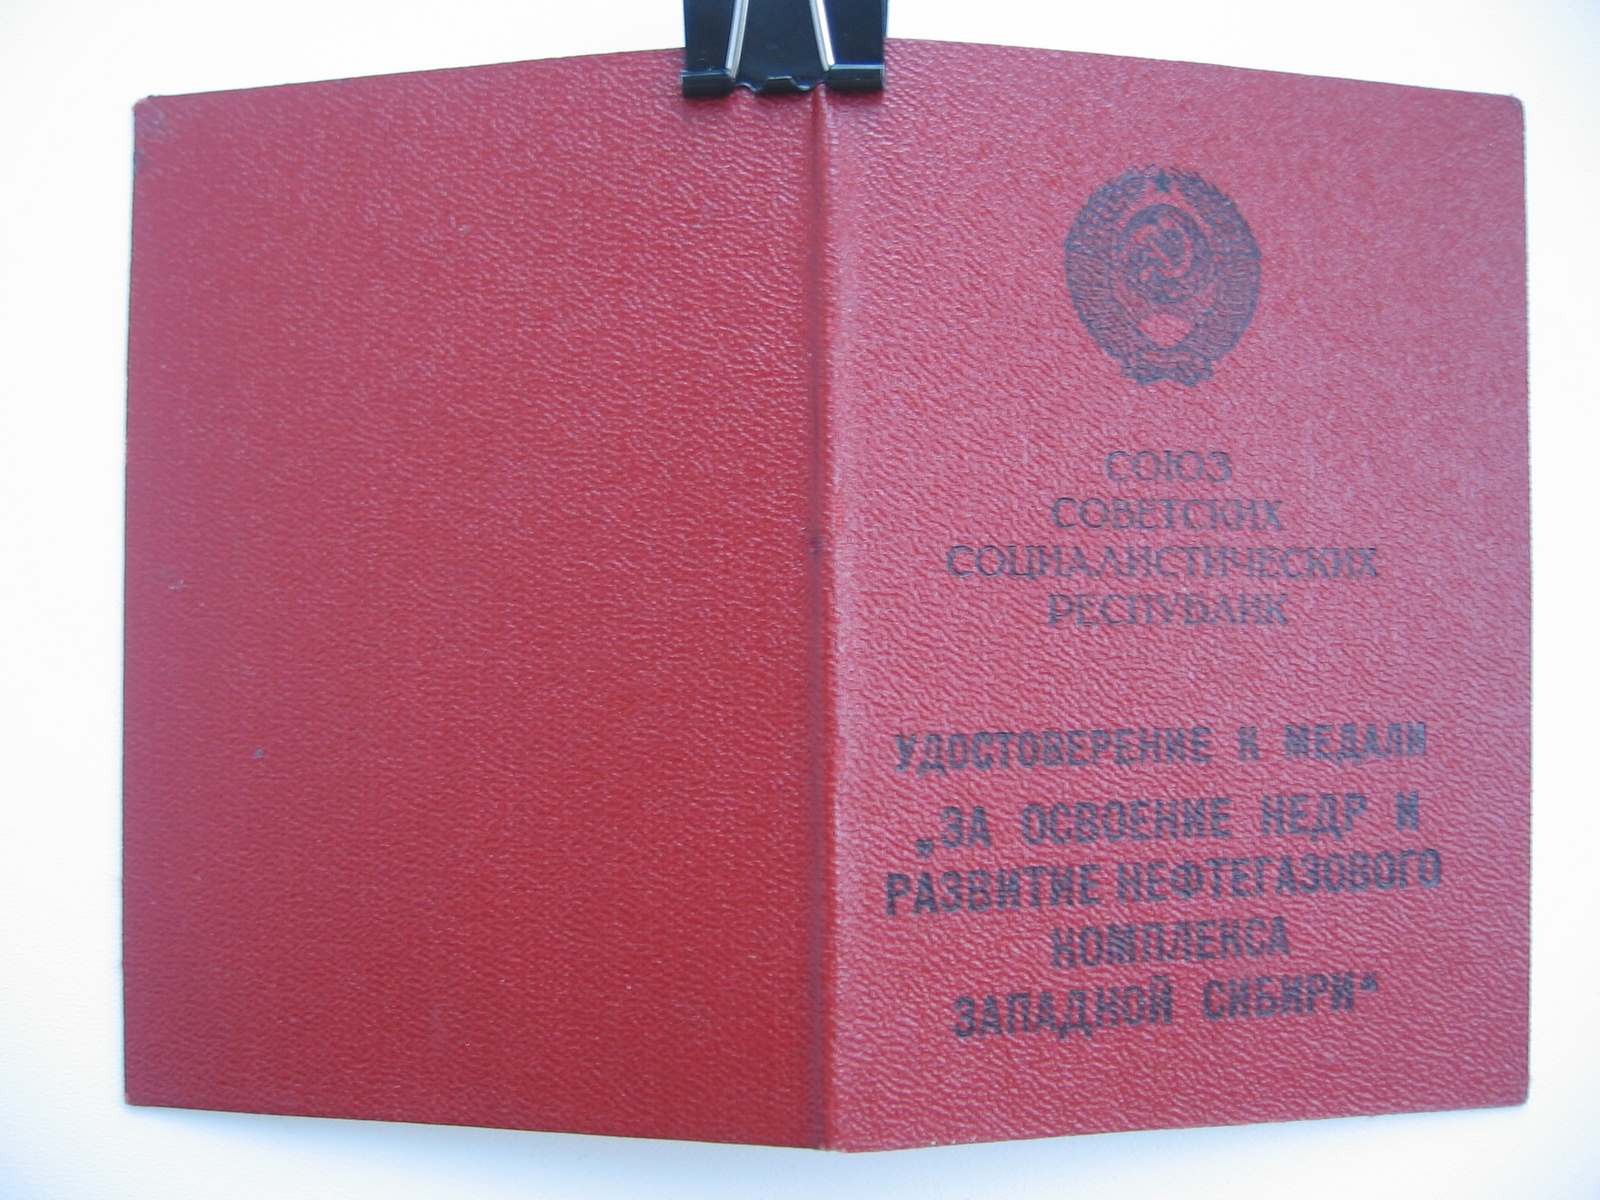 СОЮЗ
СОВЕТСКИХ
СОЦИАЛИСТИЧЕСКИХ
РЕСПУБЛИК
УДОСТОВЕРЕНИЕ К МЕДАЛИ
„ЗА ОСВОЕНИЕ НЕДР И
РАЗВИТИЕ НЕФТЕГАЗОВОГО
КОМПЛЕКСА
ЗАПАДНОЙ СИБИРИ“